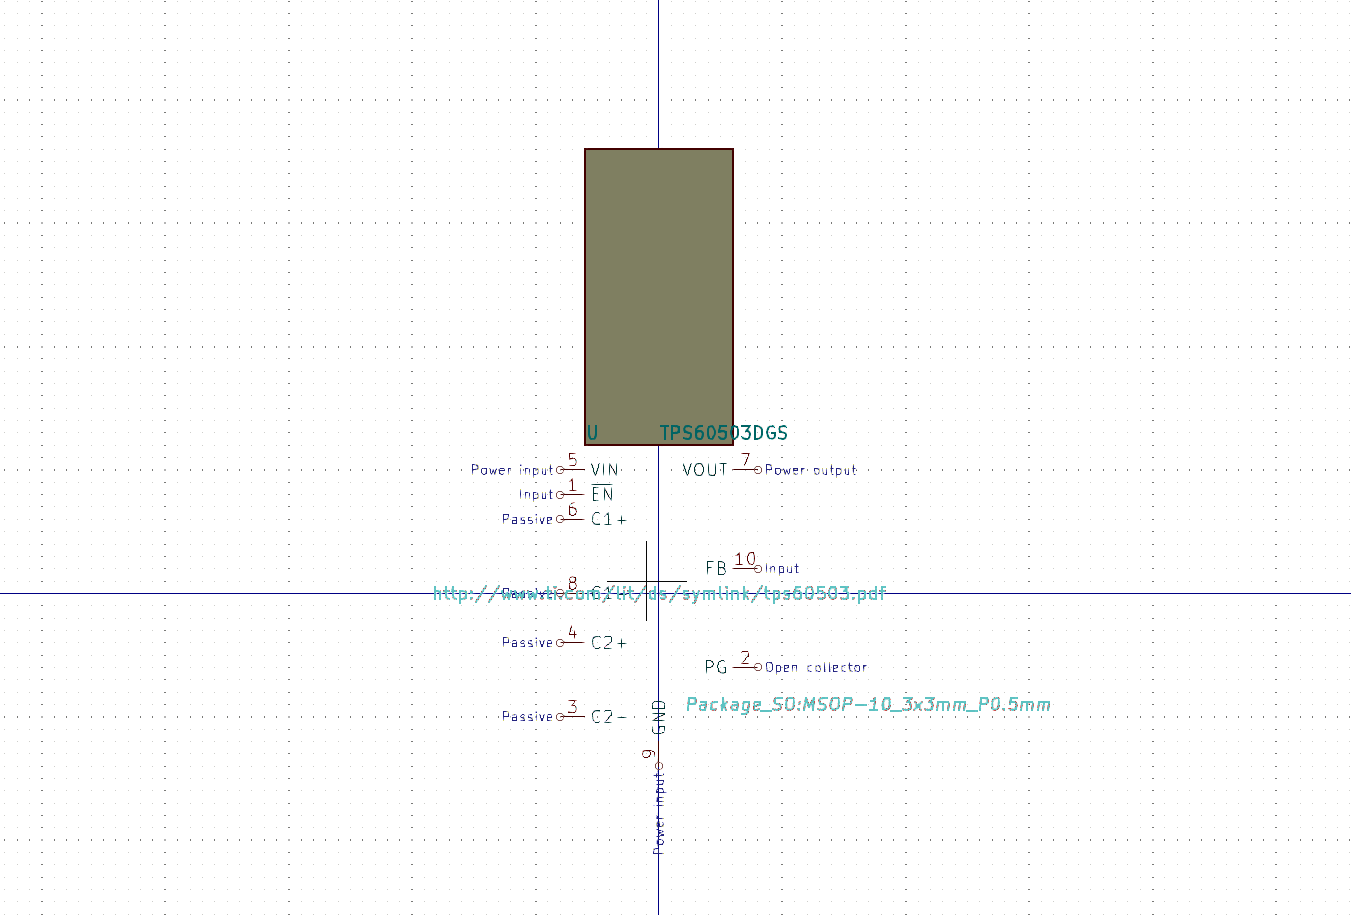 U TPS60503DGS
Power input 5 VIN VOUT 7 Power output
Input 1 EN
Passive 6 C1+
FB 10 Input
Passive 8 C1-
http://www.ti.com/lit/ds/symlink/tps60503.pdf
Passive 4 C2+
PG 2 Open collector
Package_SO:MSOP-10_3x3mm_P0.5mm
Passive 3 C2-
GND
9
Power input